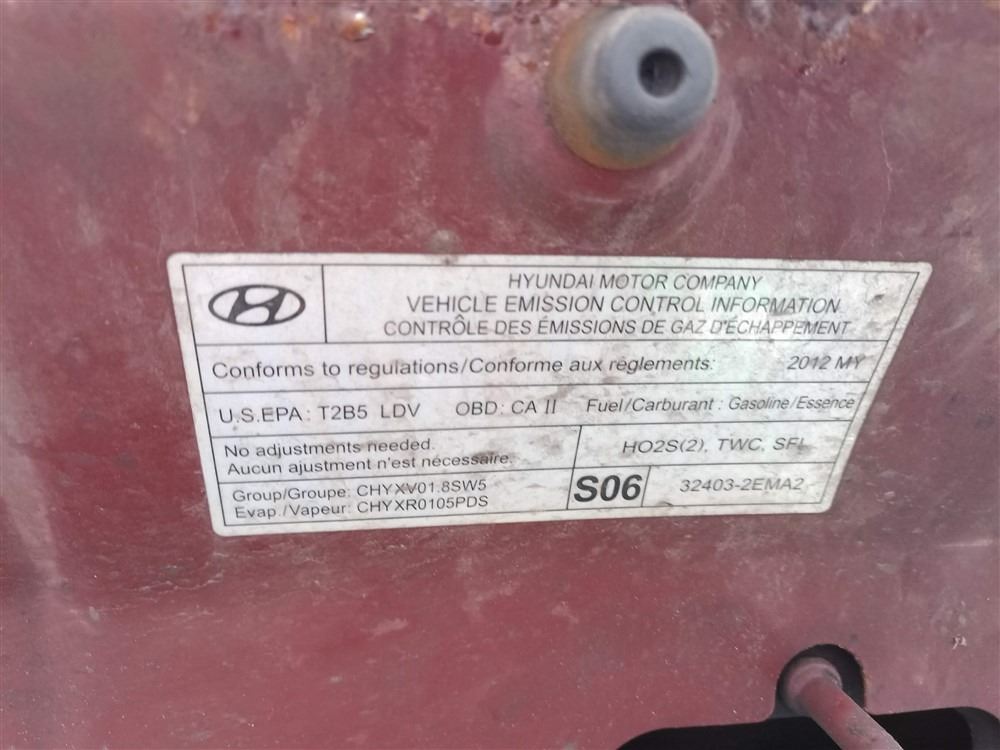 HYUNDAI MOTOR COMPANY
VEHICLE EMISSION CONTROL INFORMATION
CONTRÔLE DES ÉMISSIONS DE GAZ D'ÉCHAPPEMENT
Conforms to regulations/Conforme aux règlements: 2012 MY
U.S.EPA: T2B5 LDV OBD: CA II Fuel/Carburant : Gasoline/Essence
No adjustments needed.
Aucun ajustment n'est nécessaire.
HO2S(2), TWC, SFI
Group/Groupe: CHYXV01.8SW5
Evap./Vapeur: CHYXR0105PDS
S06
32403-2EMA2